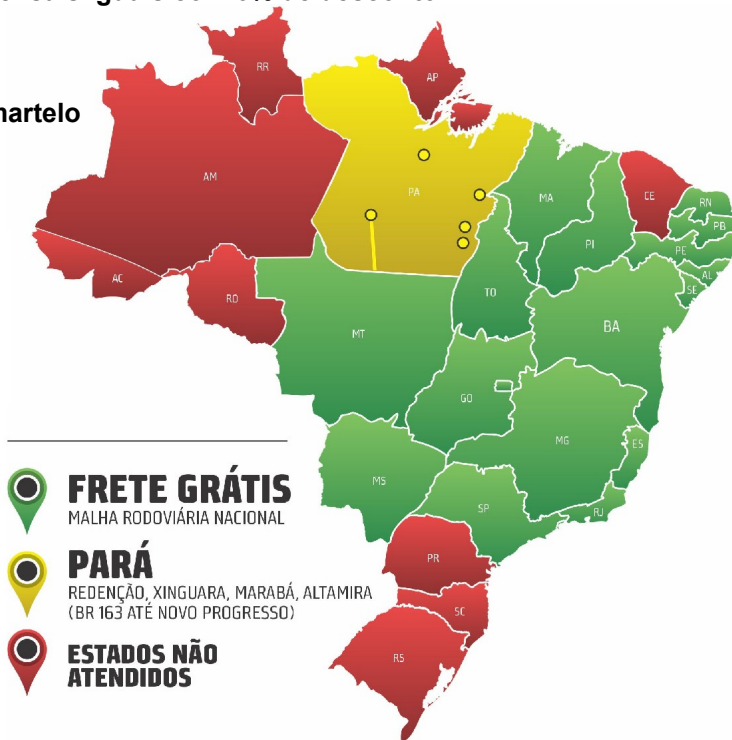 martelo
RR
AP
AM
PA
MA
CE
RN
PB
PI
PE
AL
SE
AC
RO
TO
BA
MT
GO
MG
ES
MS
SP
RJ
PR
SC
RS
FRETE GRÁTIS
MALHA RODOVIÁRIA NACIONAL
PARÁ
REDENÇÃO, XINGUARA, MARABÁ, ALTAMIRA
(BR 163 ATÉ NOVO PROGRESSO)
ESTADOS NÃO
ATENDIDOS